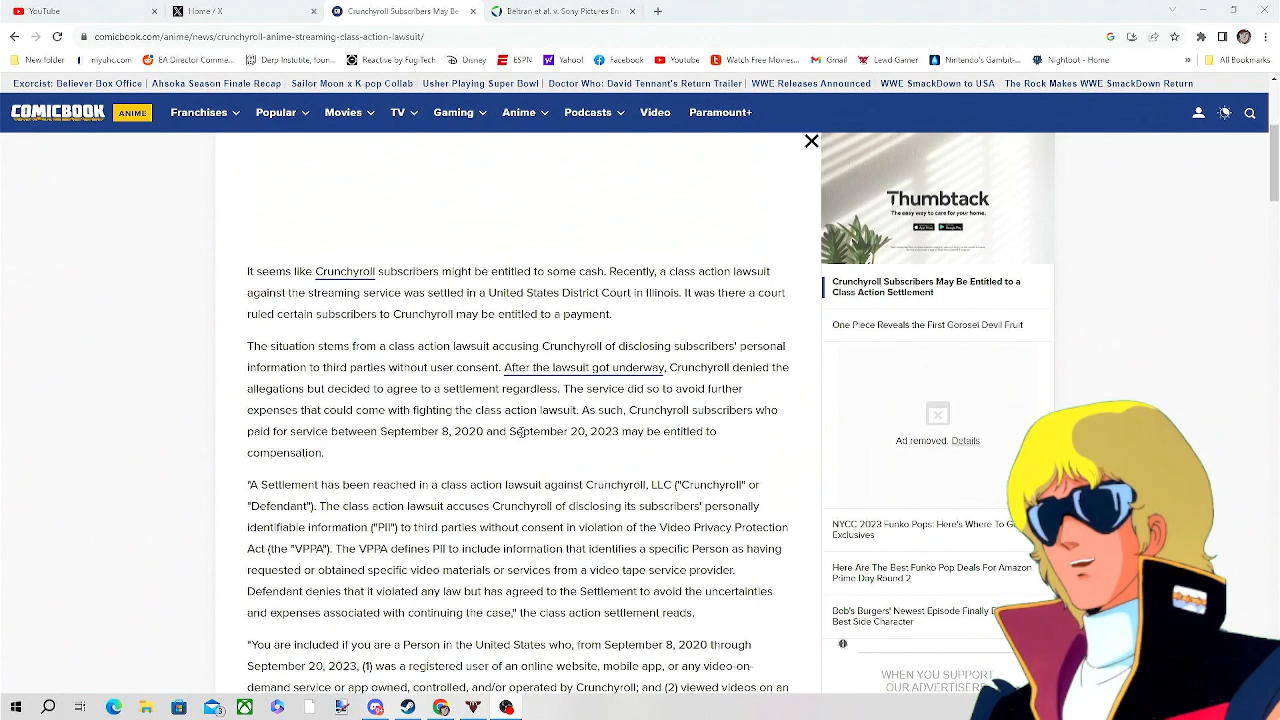 YouTube
Home / X
Crunchyroll Subscribers May Be
Beltran et al. v. Sony Pictures Ent
comicbook.com/anime/news/crunchyroll-anime-streaming-class-action-lawsuit/
New folder
myuhc.com
EA Director Comme...
Derp Institute, foun...
Reactive by FugiTech
Disney
ESPN
Yahoo!
Facebook
Youtube
Watch Free Movies...
Gmail
Lewd Gamer
Nintendo's Gambit-...
Nightbot - Home
»
All Bookmarks
Exorcist: Believer Box Office | Ahsoka Season Finale Recap | Sailor Moon x K-pop Collab | Usher Playing Super Bowl | Doctor Who: David Tennant's Return Trailer | WWE Releases Announced | WWE SmackDown to USA | The Rock Makes WWE SmackDown Return
COMICBOOK
ANIME
Franchises
Popular
Movies
TV
Gaming
Anime
Podcasts
Video
Paramount+
It seems like Crunchyroll subscribers might be entitled to some cash. Recently, a class action lawsuit
against the streaming service was settled in a United States District Court in Illinois. It was there a court
ruled certain subscribers to Crunchyroll may be entitled to a payment.
The situation stems from a class action lawsuit accusing Crunchyroll of disclosing subscribers' personal
information to third parties without user consent. After the lawsuit got underway, Crunchyroll denied the
allegations but decided to agree to a settlement regardless. The service did so to avoid further
expenses that could come with fighting the class action lawsuit. As such, Crunchyroll subscribers who
paid for service between September 8, 2020 and September 20, 2023 may be entitled to
compensation.
"A Settlement has been reached in a class action lawsuit against Crunchyroll, LLC ("Crunchyroll" or
"Defendant"). The class action lawsuit accuses Crunchyroll of disclosing its subscribers' personally
identifiable information ("PII") to third parties without consent in violation of the Video Privacy Protection
Act (the "VPPA"). The VPPA defines PII to include information that identifies a specific Person as having
requested or obtained specific video materials or services from a video tape service provider.
Defendant denies that it violated any law but has agreed to the Settlement to avoid the uncertainties
and expenses associated with continuing the case," the class action settlement reads.
"You are included if you are a Person in the United States who, from September 8, 2020 through
September 20, 2023, (1) was a registered user of an online website, mobile app, or any video-on-
demand service or app owned, controlled, and/or operated by Crunchyroll; and (2) viewed videos on an
Thumbtack
The easy way to care for your home.
Crunchyroll Subscribers May Be Entitled to a
Class Action Settlement
One Piece Reveals the First Gorosei Devil Fruit
Ad removed. Details
NYCC 2023 Funko Pops: Here's Where To G
Exclusives
Here Are The Best Funko Pop Deals For Amazon
Prime Day Round 2
Bob's Burgers' Newest Episode Finally
Best Side Character
WHEN YOU SUPPORT
OUR ADVERTISERS